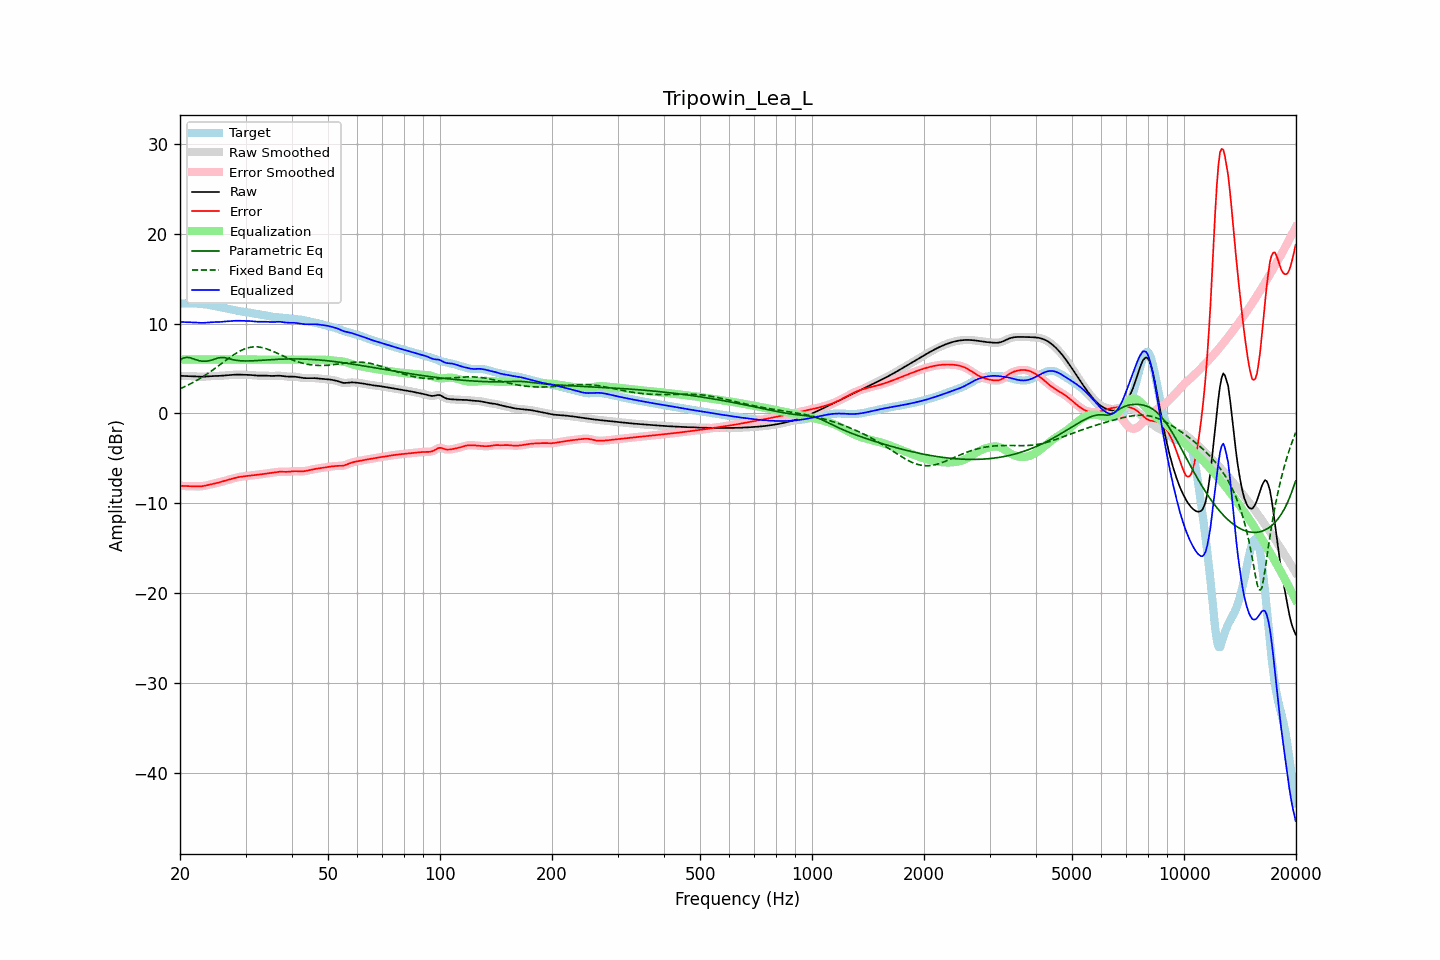 Tripowin_Lea_L
Target
Raw Smoothed
Error Smoothed
Raw
Error
Equalization
Parametric Eq
Fixed Band Eq
Equalized
30
20
10
0
−10
−20
−30
−40
Amplitude (dBr)
20 50 100 200 500 1000 2000 5000 10000 20000
Frequency (Hz)